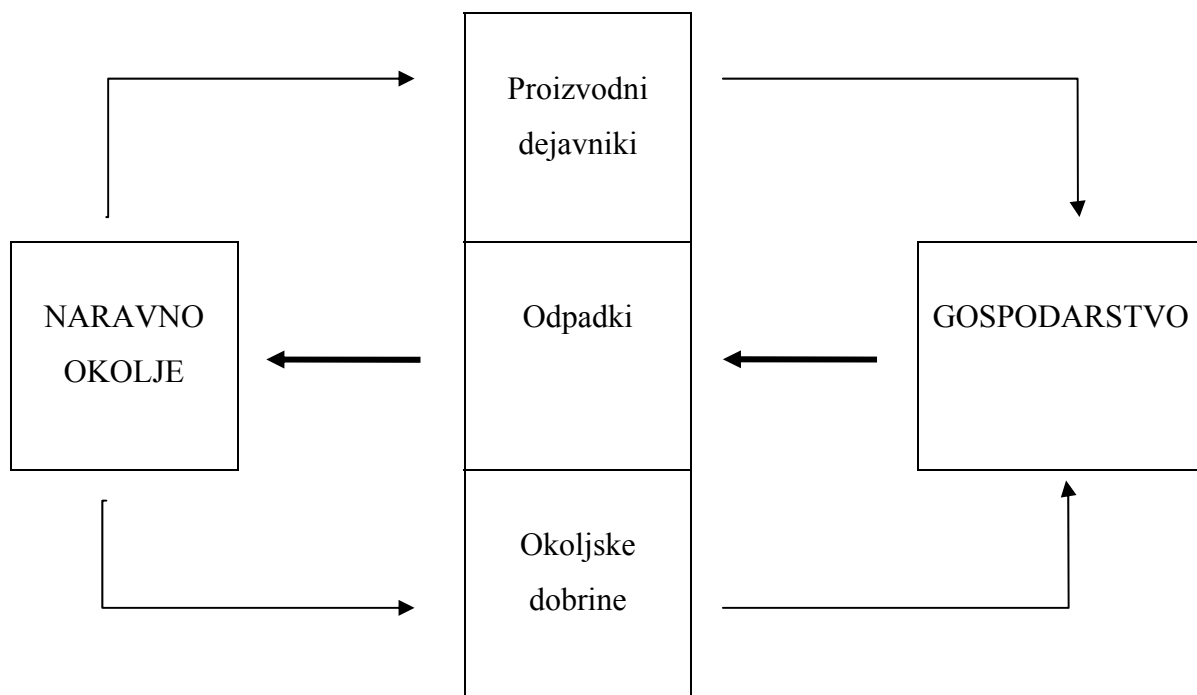 Proizvodni
dejavniki
NARAVNO
OKOLJE
Odpadki
GOSPODARSTVO
Okoljske
dobrine